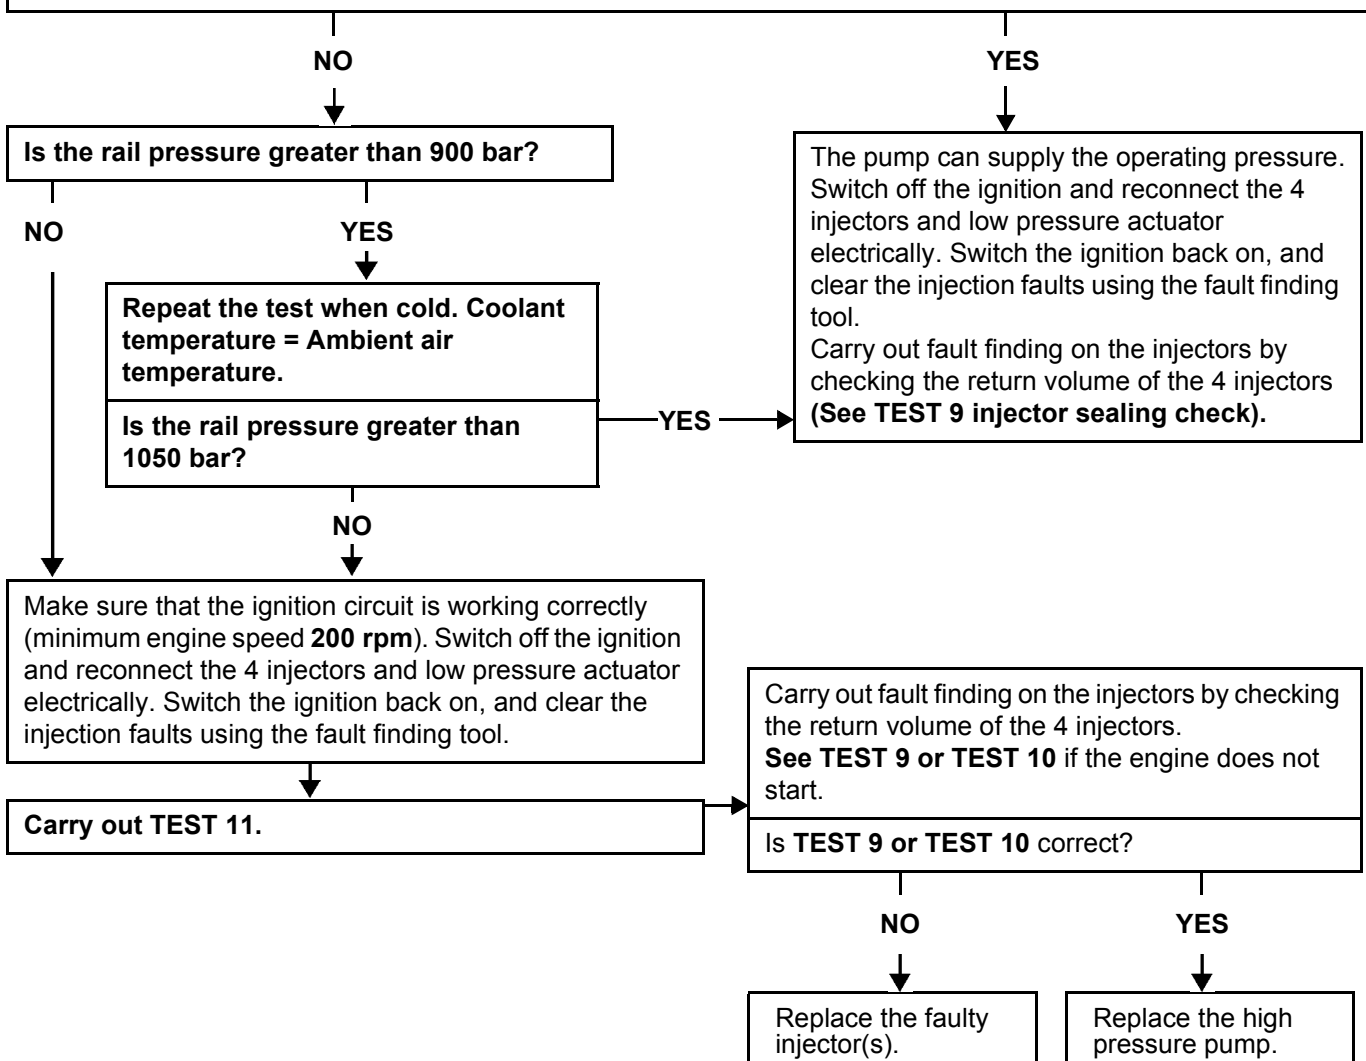 NO
YES
Is the rail pressure greater than 900 bar?
The pump can supply the operating pressure.
Switch off the ignition and reconnect the 4
injectors and low pressure actuator
electrically. Switch the ignition back on, and
clear the injection faults using the fault finding
tool.
Carry out fault finding on the injectors by
checking the return volume of the 4 injectors
(See TEST 9 injector sealing check).
NO
YES
Repeat the test when cold. Coolant
temperature = Ambient air
temperature.
Is the rail pressure greater than
1050 bar?
YES
NO
Make sure that the ignition circuit is working correctly
(minimum engine speed 200 rpm). Switch off the ignition
and reconnect the 4 injectors and low pressure actuator
electrically. Switch the ignition back on, and clear the
injection faults using the fault finding tool.
Carry out TEST 11.
Carry out fault finding on the injectors by checking
the return volume of the 4 injectors.
See TEST 9 or TEST 10 if the engine does not
start.
Is TEST 9 or TEST 10 correct?
NO
YES
Replace the faulty
injector(s).
Replace the high
pressure pump.